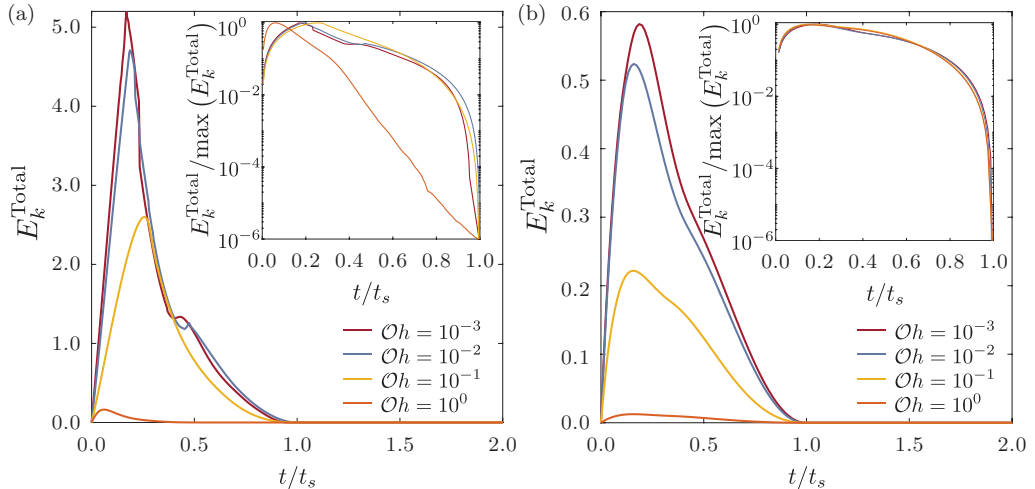 (a)
5.0
4.0
3.0
2.0
1.0
0.0
E_k^Total
0.0 0.5 1.0 1.5 2.0
t/t_s
10^0
10^−2
10^−4
10^−6
E_k^Total/max (E_k^Total)
0.0 0.2 0.4 0.6 0.8 1.0
t/t_s
𝒪h = 10^−3
𝒪h = 10^−2
𝒪h = 10^−1
𝒪h = 10^0
(b)
0.6
0.5
0.4
0.3
0.2
0.1
0.0
E_k^Total
0.0 0.5 1.0 1.5 2.0
t/t_s
10^0
10^−2
10^−4
10^−6
E_k^Total/max (E_k^Total)
0.0 0.2 0.4 0.6 0.8 1.0
t/t_s
𝒪h = 10^−3
𝒪h = 10^−2
𝒪h = 10^−1
𝒪h = 10^0